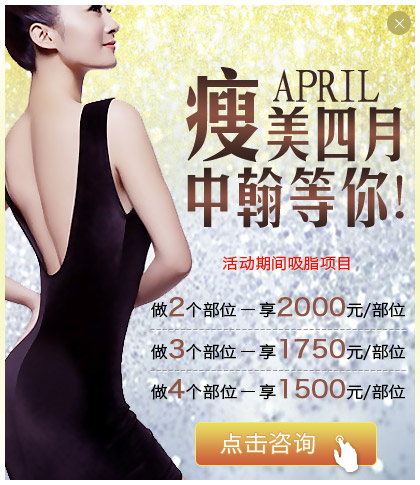 APRIL
瘦美四月
中翰等你!
活动期间吸脂项目
做2个部位—享2000元/部位
做3个部位—享1750元/部位
做4个部位—享1500元/部位
点击咨询